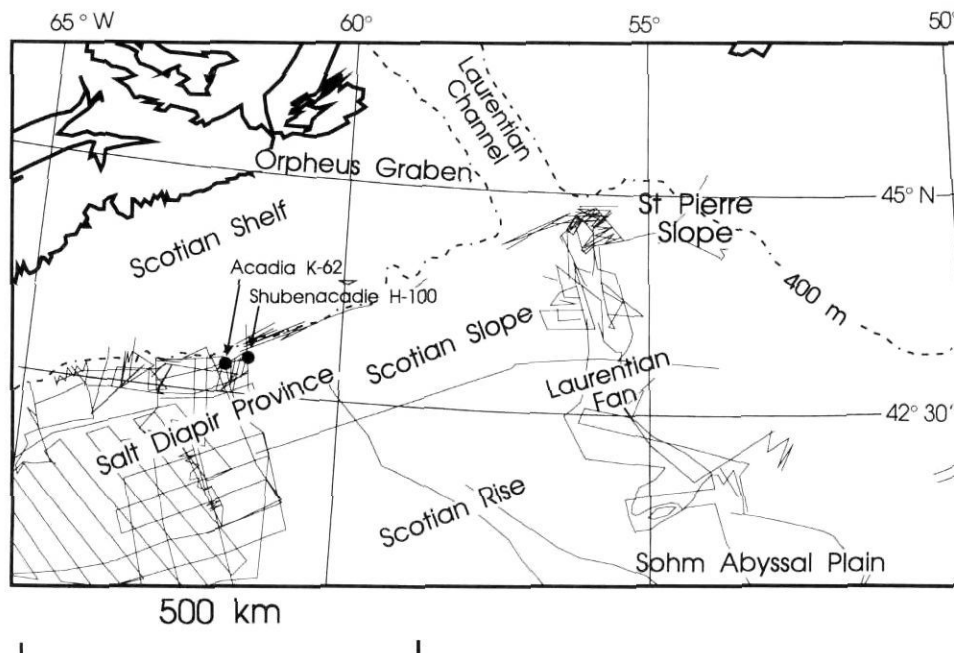 65° W
60°
55°
50°
Laurentian
Channel
Orpheus Graben
45° N
St Pierre
Slope
Scotian Shelf
Acadia K-62
Shubenacadie H-100
400 m
Scotian Slope
Laurentian
Fan
42° 30'
Salt Diapir Province
Scotian Rise
Sohm Abyssal Plain
500 km